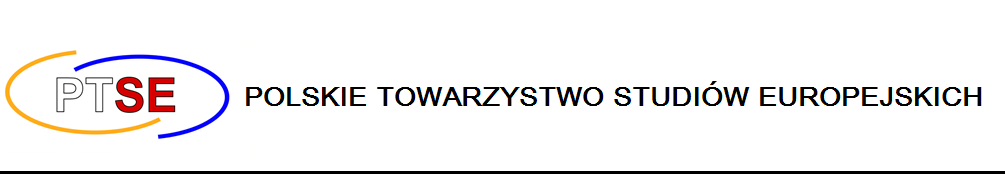 PTSE POLSKIE TOWARZYSTWO STUDIÓW EUROPEJSKICH